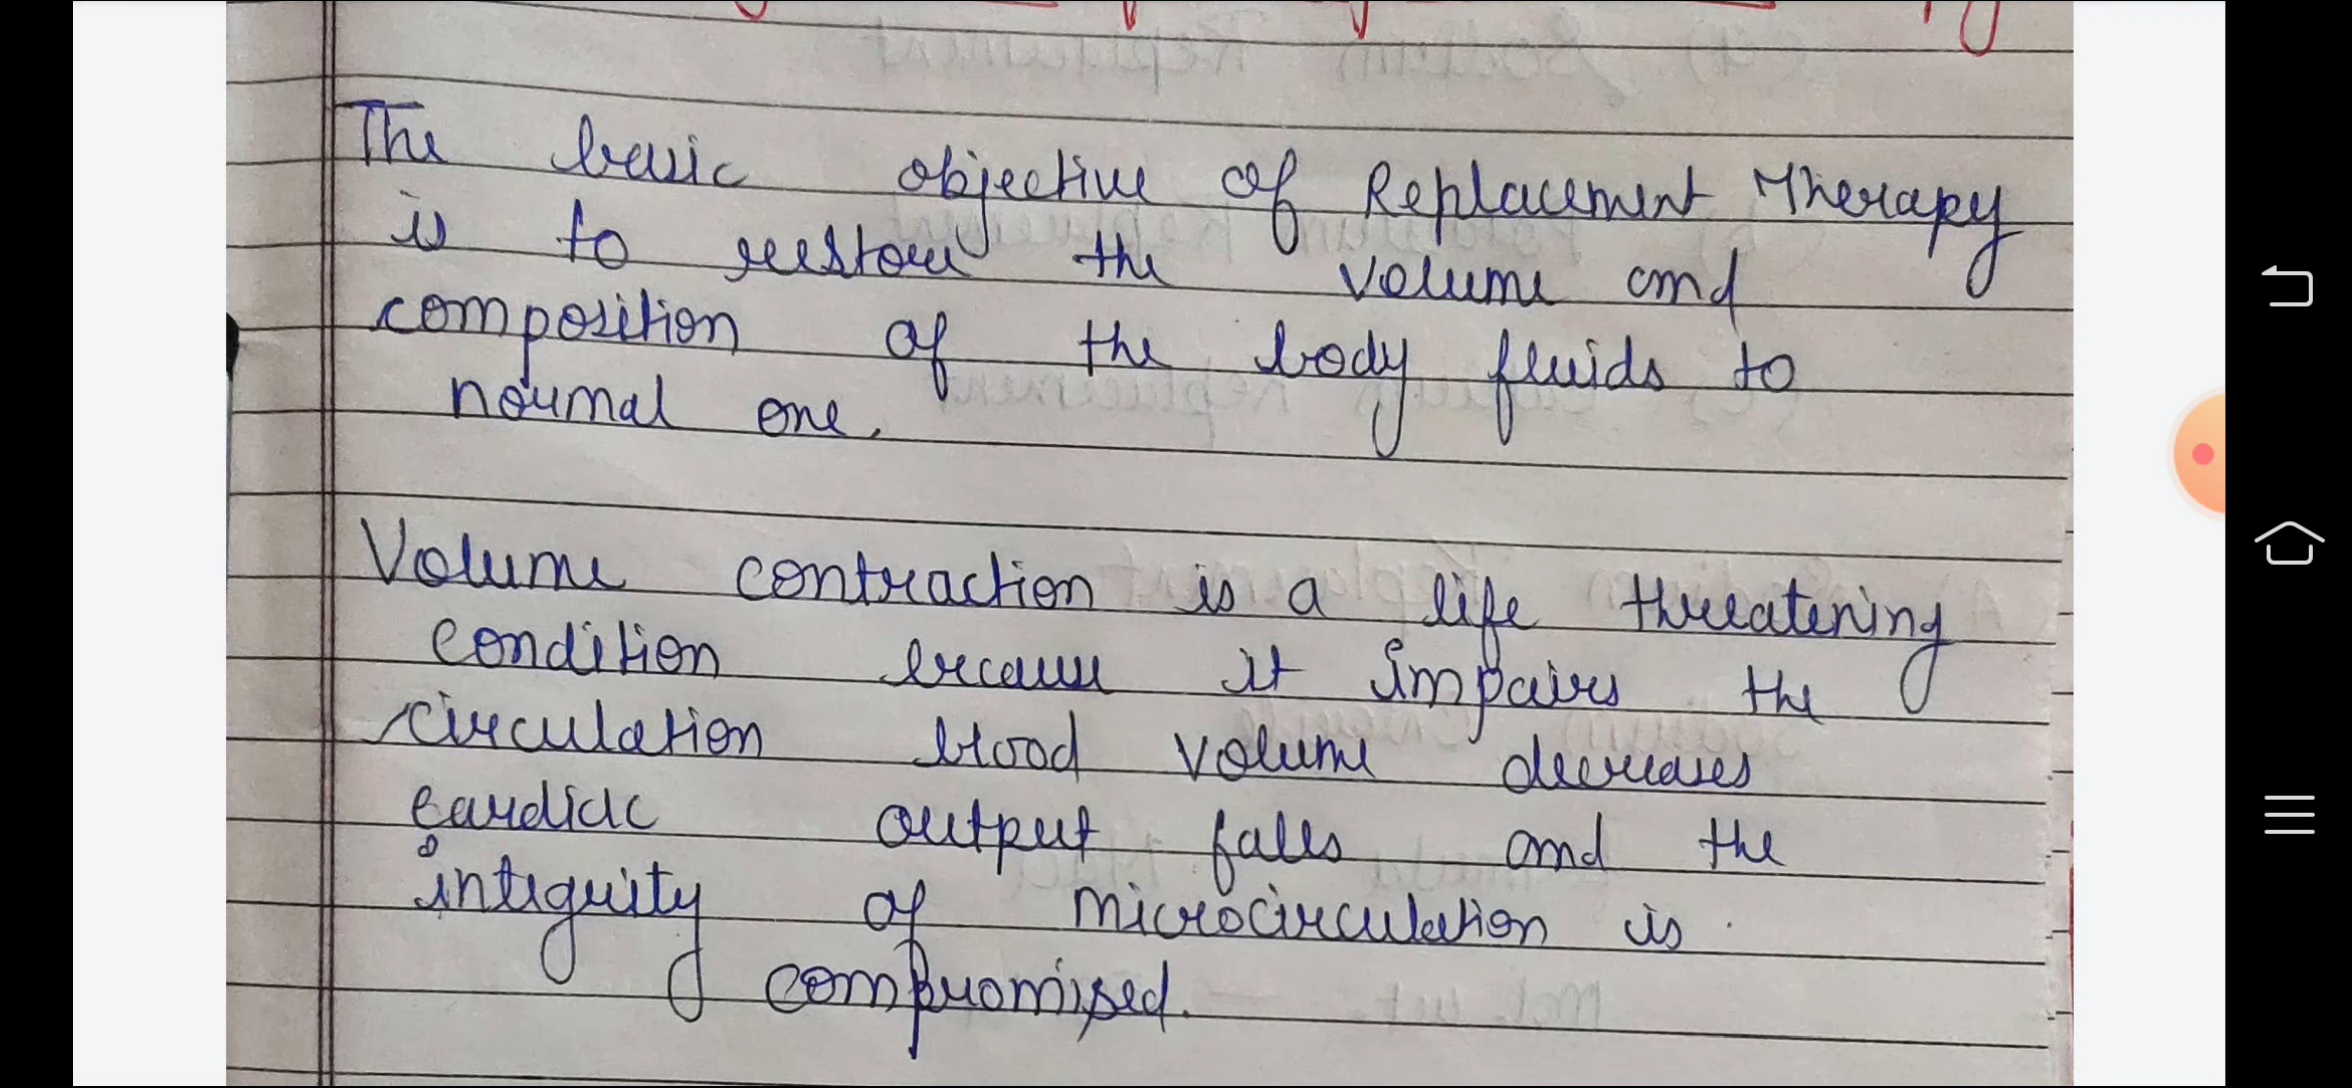 The basic objective of Replacement Therapy
is to restore the volume and
composition of the body fluids to
normal one.
Volume contraction is a life threatening
condition because it impairs the
circulation blood volume decreases
cardiac output falls and the
integrity of microcirculation is
compromised.